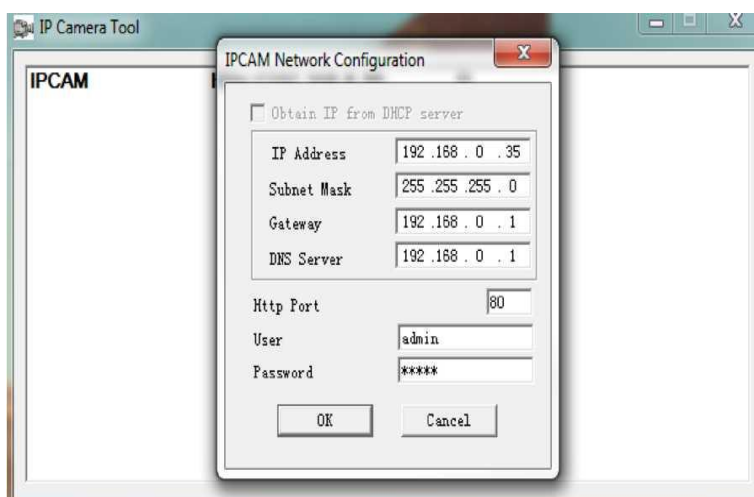 IP Camera Tool
IPCAM Network Configuration
IPCAM
Obtain IP from DHCP server
IP Address 192 .168 . 0 . 35
Subnet Mask 255 .255 .255 . 0
Gateway 192 .168 . 0 . 1
DNS Server 192 .168 . 0 . 1
Http Port 80
User admin
Password *****
OK Cancel